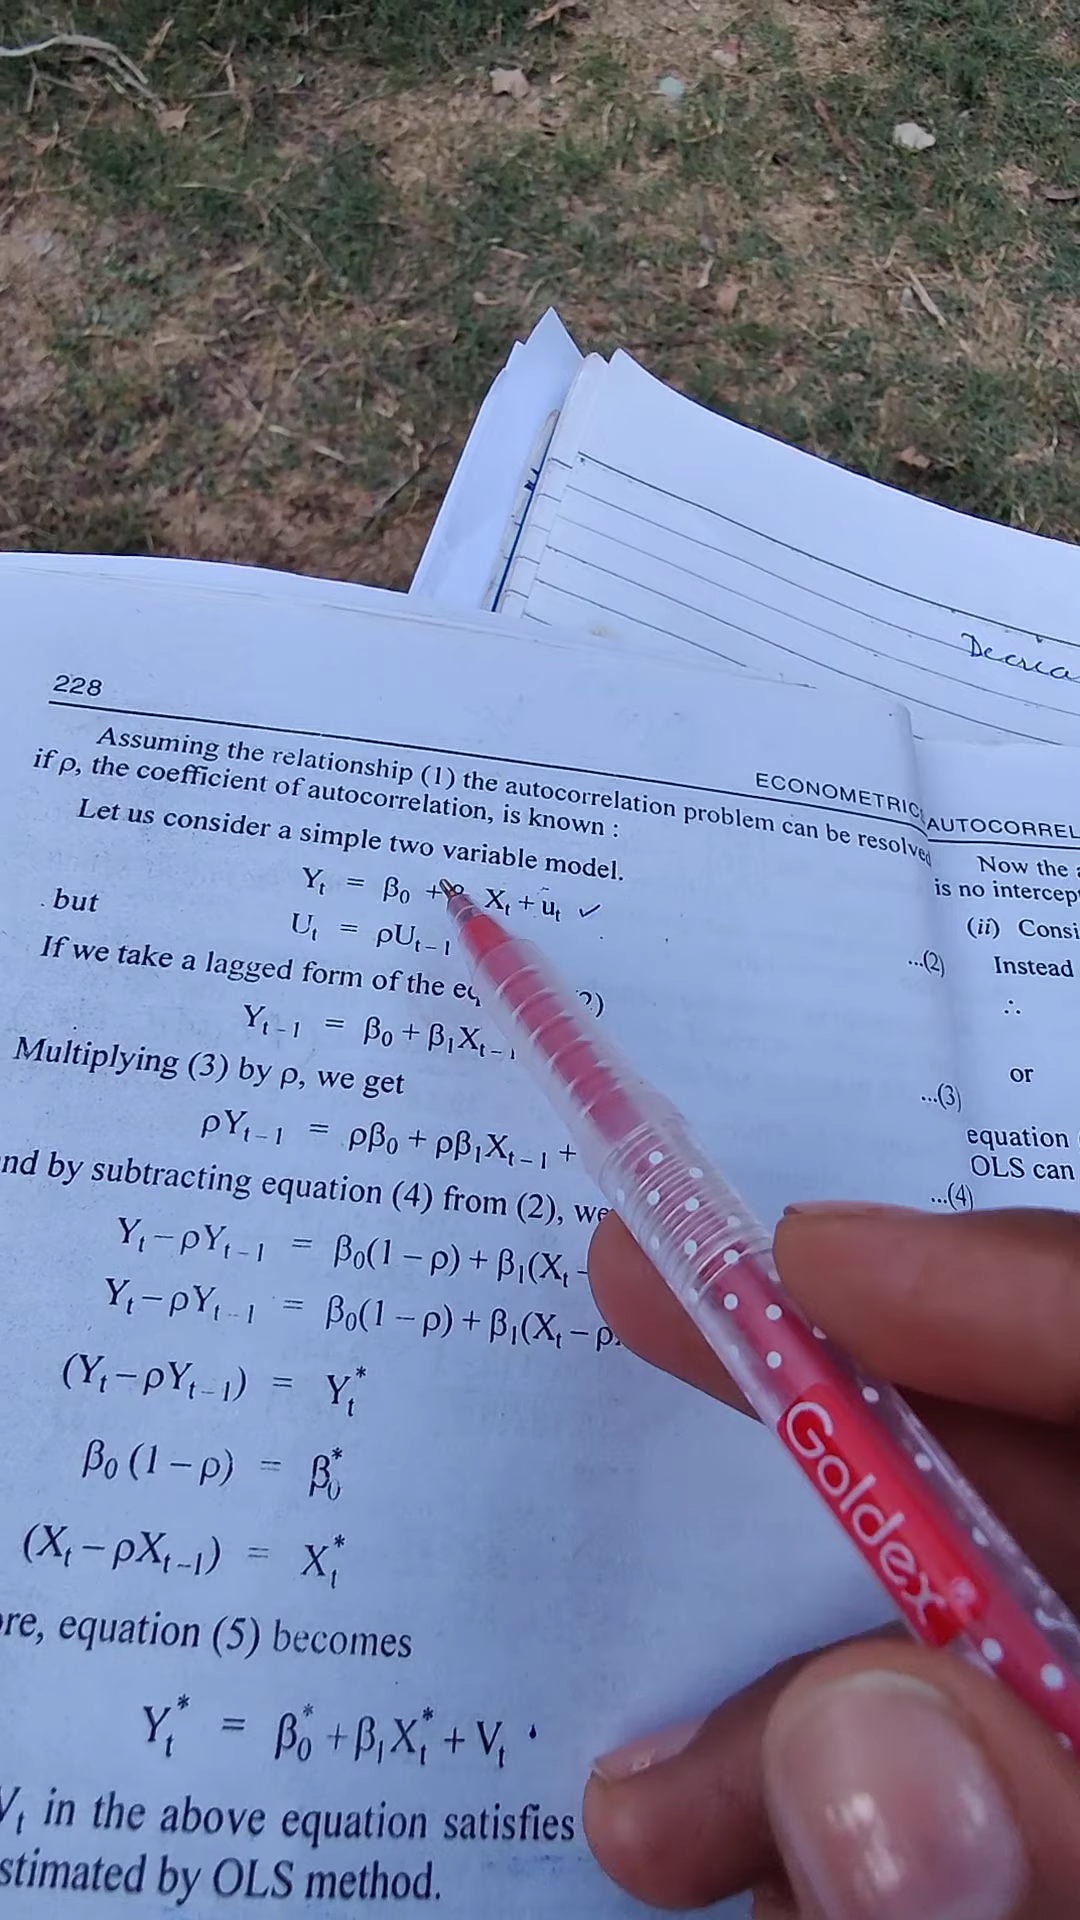 228
ECONOMETRIC
Assuming the relationship (1) the autocorrelation problem can be resolved
if ρ, the coefficient of autocorrelation, is known :
Let us consider a simple two variable model.
Yₜ = β₀ + Xₜ + uₜ ✓
but
Uₜ = ρUₜ₋₁
...(2)
If we take a lagged form of the 2)
Yₜ₋₁ = β₀ + β₁Xₜ₋
...(3)
Multiplying (3) by ρ, we get
ρYₜ₋₁ = ρβ₀ + ρβ₁Xₜ₋₁ +
...(4)
nd by subtracting equation (4) from (2), we
Yₜ – ρYₜ₋₁ = β₀(1 – ρ) + β₁(Xₜ –
Yₜ – ρYₜ₋₁ = β₀(1 – ρ) + β₁(Xₜ – ρ
(Yₜ – ρYₜ₋₁) = Yₜ*
β₀ (1 – ρ) = β₀*
(Xₜ – ρXₜ₋₁) = Xₜ*
ore, equation (5) becomes
Yₜ* = β₀* + β₁Xₜ* + Vₜ
Vₜ in the above equation satisfies
stimated by OLS method.
AUTOCORREL
Now the a
is no intercep
(ii) Consi
Instead
∴
or
equation
OLS can
Decrea
Goldex®